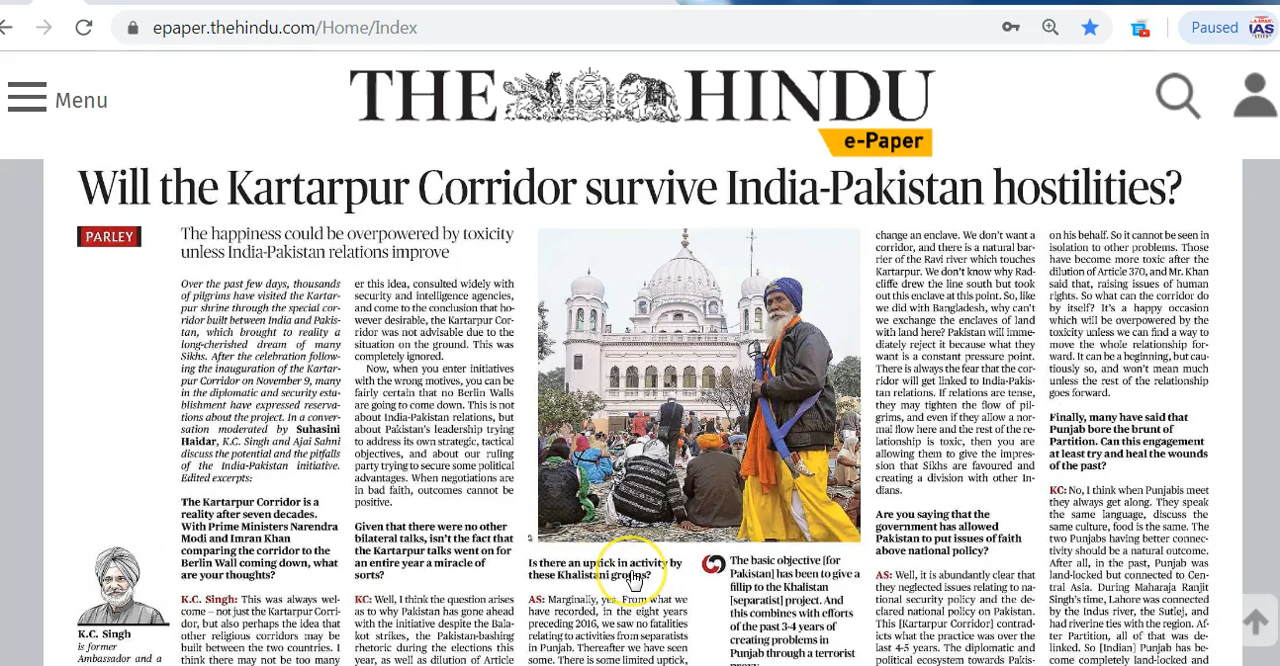 epaper.thehindu.com/Home/Index
Paused
IAS
Menu
THE HINDU
e-Paper
Will the Kartarpur Corridor survive India-Pakistan hostilities?
PARLEY
The happiness could be overpowered by toxicity
unless India-Pakistan relations improve
Over the past few days, thousands
of pilgrims have visited the Kartar-
pur shrine through the special cor-
ridor built between India and Pakis-
tan, which brought to reality a
long-cherished dream of many
Sikhs. After the celebration follow-
ing the inauguration of the Kartar-
pur Corridor on November 9, many
in the diplomatic and security esta-
blishment have expressed reserva-
tions about the project. In a conver-
sation moderated by Suhasini
Haidar, K.C. Singh and Ajai Sahni
discuss the potential and the pitfalls
of the India-Pakistan initiative.
Edited excerpts:
The Kartarpur Corridor is a
reality after seven decades.
With Prime Ministers Narendra
Modi and Imran Khan
comparing the corridor to the
Berlin Wall coming down, what
are your thoughts?
K.C. Singh: This was always wel-
come – not just the Kartarpur Corri-
dor, but also perhaps the idea that
other religious corridors may be
built between the two countries. I
think there may not be too many
K.C. Singh
is former
Ambassador and a
er this idea, consulted widely with
security and intelligence agencies,
and come to the conclusion that ho-
wever desirable, the Kartarpur Cor-
ridor was not advisable due to the
situation on the ground. This was
completely ignored.
Now, when you enter initiatives
with the wrong motives, you can be
fairly certain that no Berlin Walls
are going to come down. This is not
about India-Pakistan relations, but
about Pakistan's leadership trying
to address its own strategic, tactical
objectives, and about our ruling
party trying to secure some political
advantages. When negotiations are
in bad faith, outcomes cannot be
positive.
Given that there were no other
bilateral talks, isn't the fact that
the Kartarpur talks went on for
an entire year a miracle of
sorts?
KC: Well, I think the question arises
as to why Pakistan has gone ahead
with the initiative despite the Bala-
kot strikes, the Pakistan-bashing
rhetoric during the elections this
year, as well as dilution of Article
Is there an uptick in activity by
these Khalistani groups?
AS: Marginally, yes. From what we
have recorded, in the eight years
preceding 2016, we saw no fatalities
relating to activities from separatists
in Punjab. Thereafter we have seen
some. There is some limited uptick,
The basic objective [for
Pakistan] has been to give a
fillip to the Khalistan
[separatist] project. And
this combines with efforts
of the past 3-4 years of
creating problems in
Punjab through a terrorist
proxy.
change an enclave. We don't want a
corridor, and there is a natural bar-
rier of the Ravi river which touches
Kartarpur. We don't know why Rad-
cliffe drew the line south but took
out this enclave at this point. So, like
we did with Bangladesh, why can't
we exchange the enclaves of land
with land here? Pakistan will imme-
diately reject it because what they
want is a constant pressure point.
There is always the fear that the cor-
ridor will get linked to India-Pakis-
tan relations. If relations are tense,
they may tighten the flow of pil-
grims, and even if they allow a nor-
mal flow here and the rest of the re-
lationship is toxic, then you are
allowing them to give the impres-
sion that Sikhs are favoured and
creating a division with other In-
dians.
Are you saying that the
government has allowed
Pakistan to put issues of faith
above national policy?
AS: Well, it is abundantly clear that
they neglected issues relating to na-
tional security policy and the de-
clared national policy on Pakistan.
This [Kartarpur Corridor] contrad-
icts what the practice was over the
last 4-5 years. The diplomatic and
political ecosystem towards Pakis-
on his behalf. So it cannot be seen in
isolation to other problems. Those
have become more toxic after the
dilution of Article 370, and Mr. Khan
said that, raising issues of human
rights. So what can the corridor do
by itself? It's a happy occasion
which will be overpowered by the
toxicity unless we can find a way to
move the whole relationship for-
ward. It can be a beginning, but cau-
tiously so, and won't mean much
unless the rest of the relationship
goes forward.
Finally, many have said that
Punjab bore the brunt of
Partition. Can this engagement
at least try and heal the wounds
of the past?
KC: No, I think when Punjabis meet
they always get along. They speak
the same language, discuss the
same culture, food is the same. The
two Punjabs having better connec-
tivity should be a natural outcome.
After all, in the past, Punjab was
land-locked but connected to Cen-
tral Asia. During Maharaja Ranjit
Singh's time, Lahore was connected
by the Indus river, the Sutlej, and
had riverine ties with the region. Af-
ter Partition, all of that was de-
linked. So [Indian] Punjab has be-
come completely landlocked and